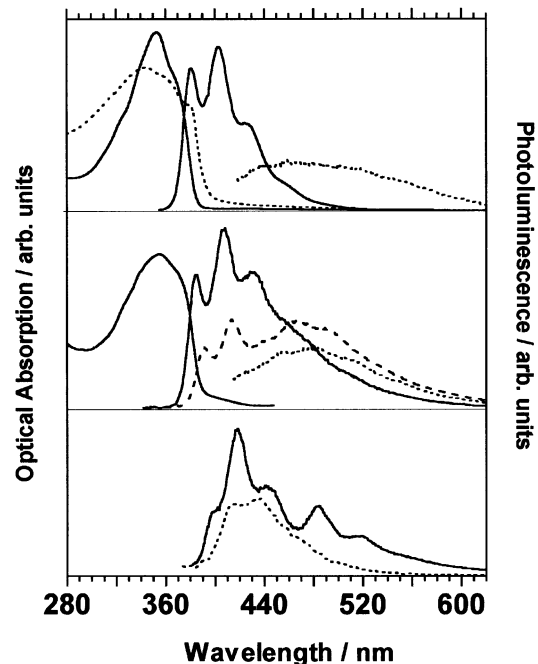 Optical Absorption / arb. units
Photoluminescence / arb. units
280 360 440 520 600
Wavelength / nm